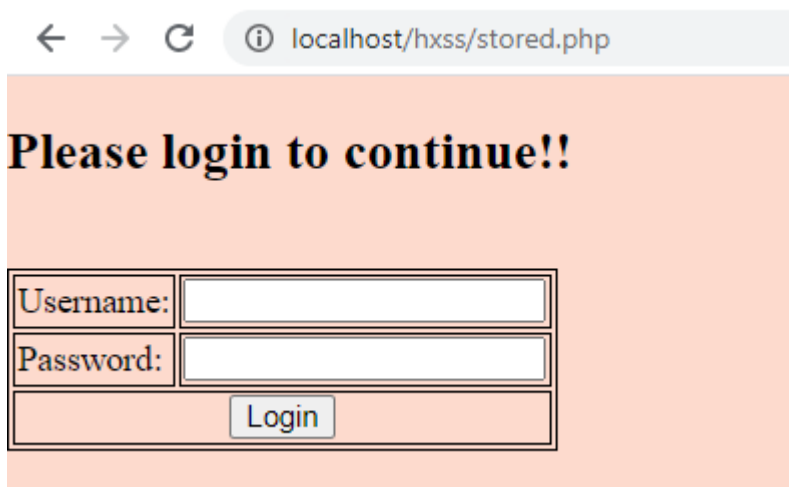 localhost/hxss/stored.php
Please login to continue!!
Username:
Password:
Login